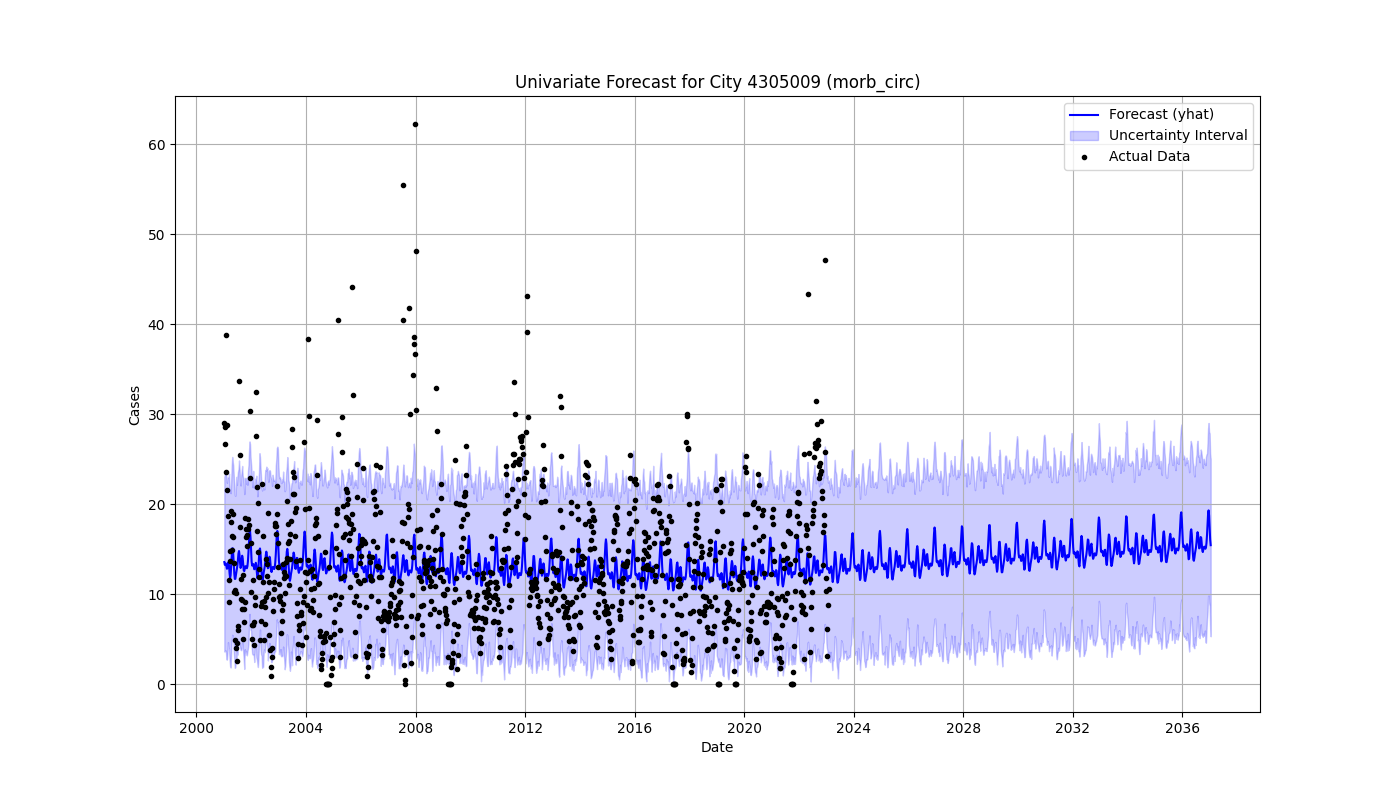 Univariate Forecast for City 4305009 (morb_circ)
Forecast (yhat)
Uncertainty Interval
Actual Data
Cases
60
50
40
30
20
10
0
2000 2004 2008 2012 2016 2020 2024 2028 2032 2036
Date